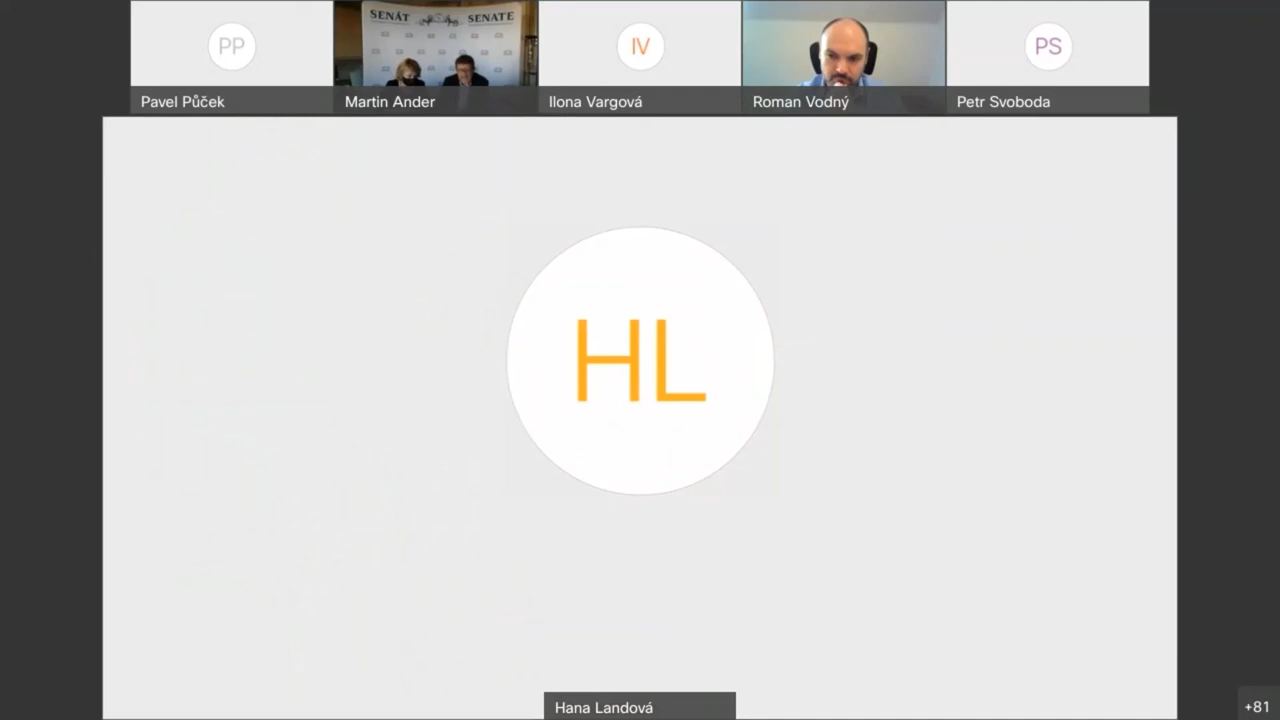 PP
SENÁT SENATE
IV
PS
Pavel Půček
Martin Ander
Ilona Vargová
Roman Vodný
Petr Svoboda
HL
Hana Landová
+81